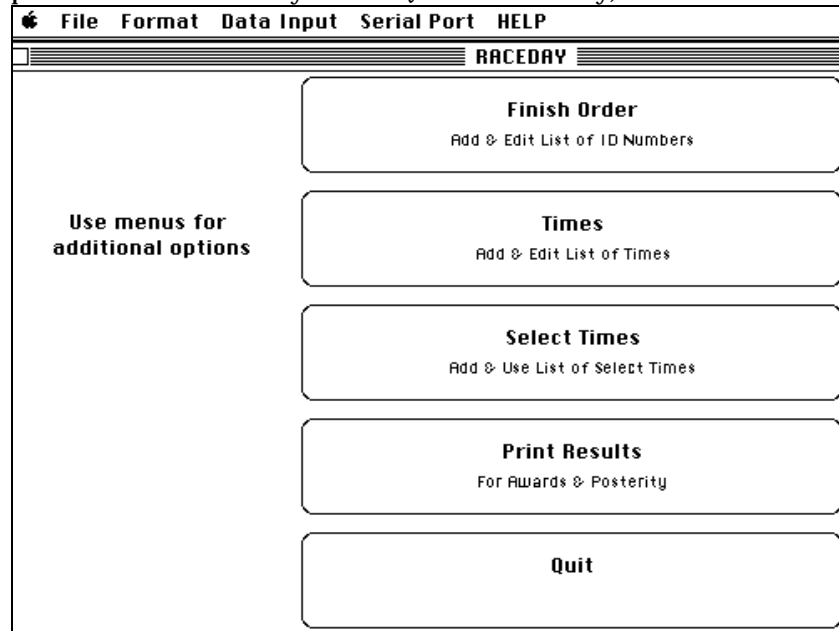 File Format Data Input Serial Port HELP
RACEDAY
Finish Order
Add & Edit List of ID Numbers
Use menus for
additional options
Times
Add & Edit List of Times
Select Times
Add & Use List of Select Times
Print Results
For Awards & Posterity
Quit